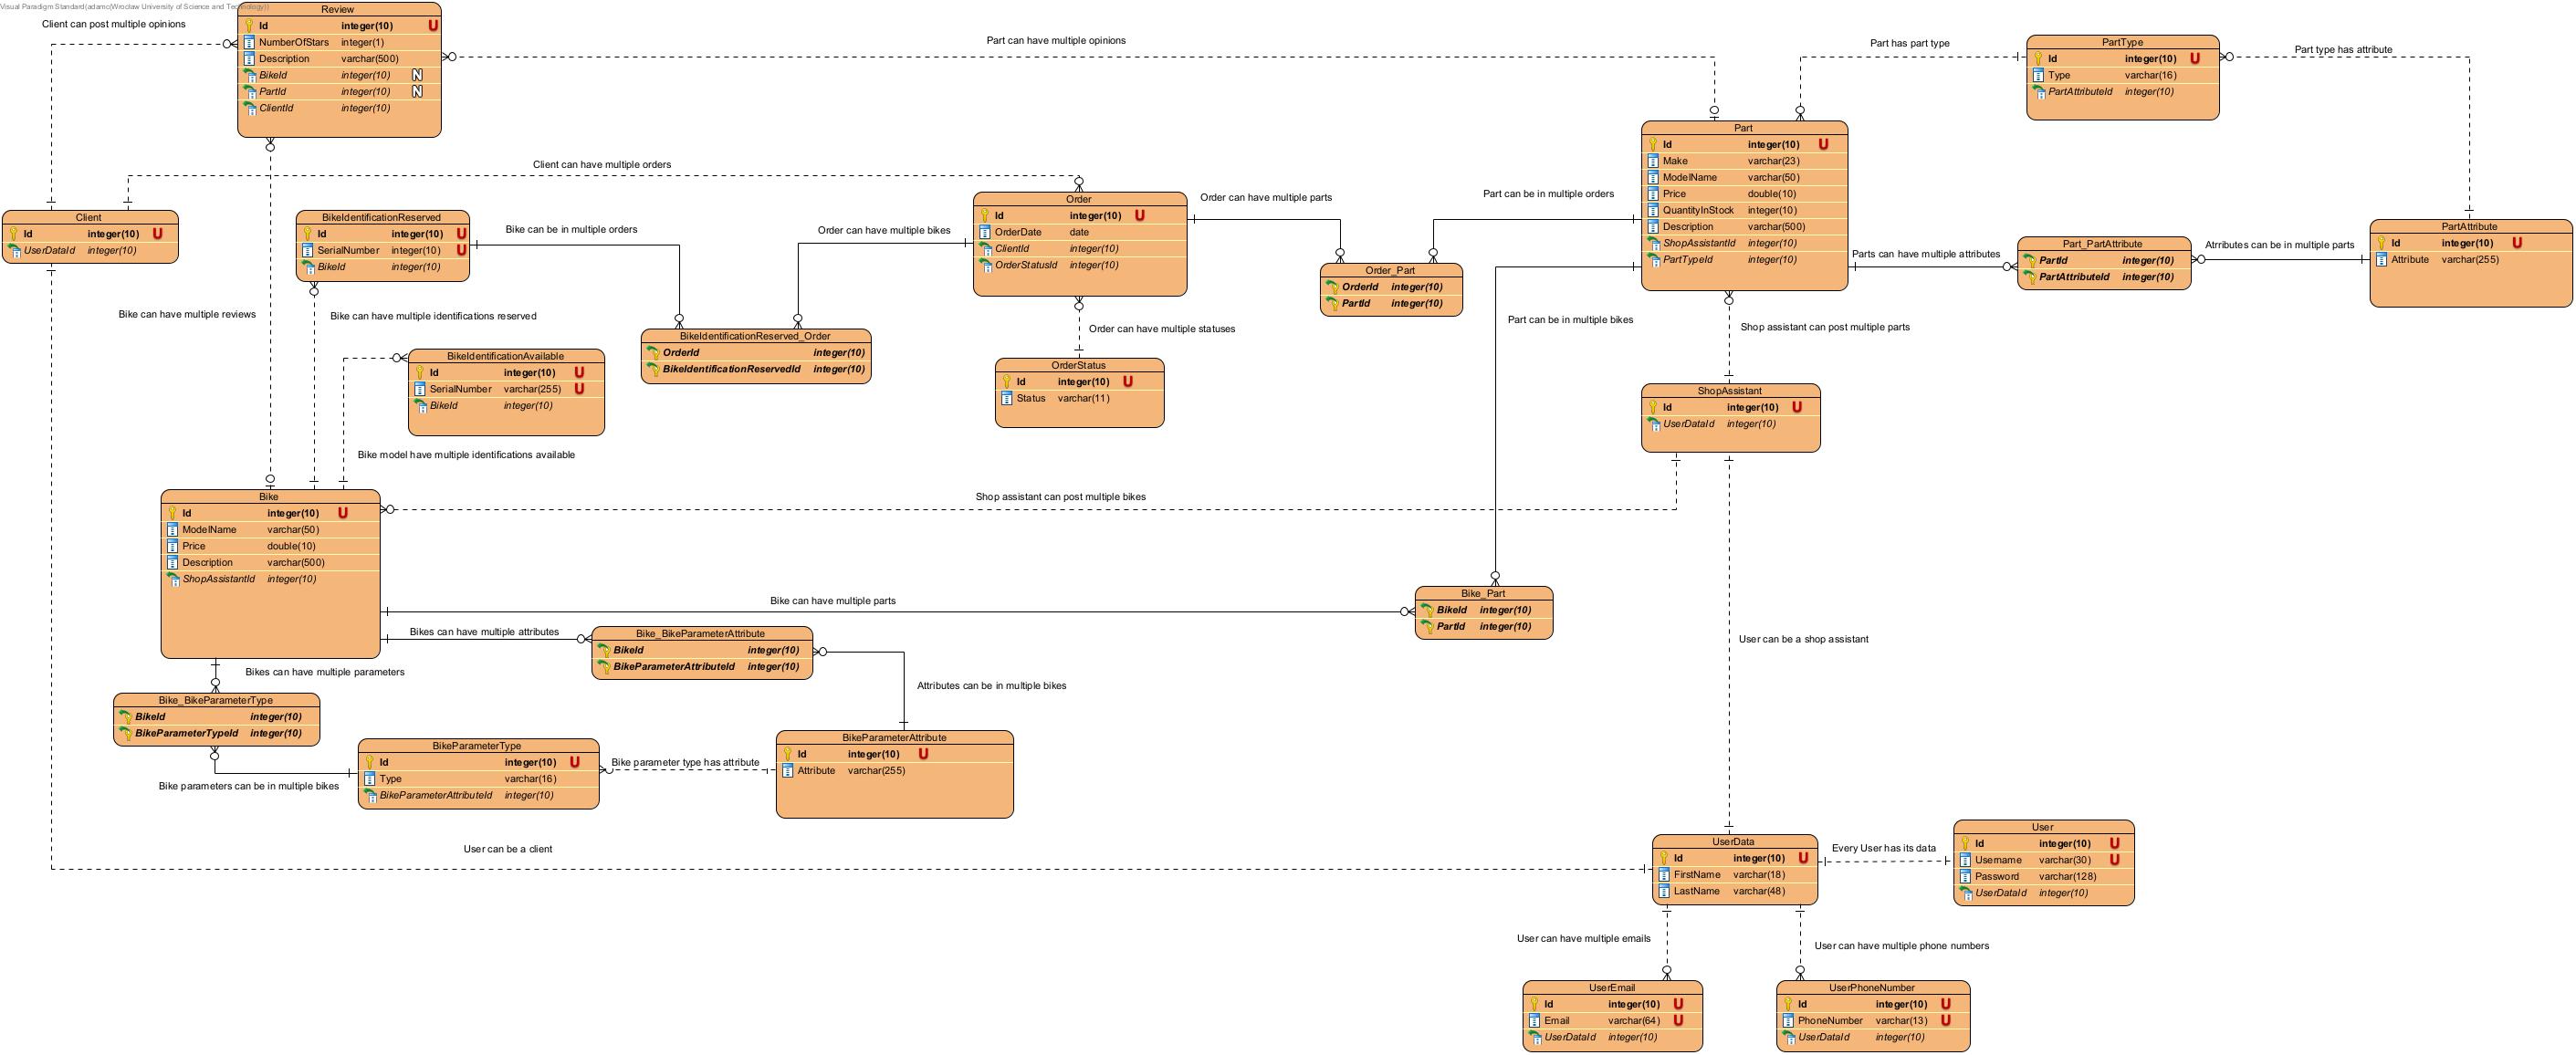 Visual Paradigm Standard(adamc(Wroclaw University of Science and Technology))
Client can post multiple opinions
Review
Id integer(10) U
NumberOfStars integer(1)
Description varchar(500)
BikeId integer(10) N
PartId integer(10) N
ClientId integer(10)
Part can have multiple opinions
Part has part type
PartType
Id integer(10) U
Type varchar(16)
PartAttributeId integer(10)
Part type has attribute
Client can have multiple orders
Client
Id integer(10) U
UserDataId integer(10)
BikeIdentificationReserved
Id integer(10) U
SerialNumber integer(10) U
BikeId integer(10)
Bike can be in multiple orders
Order can have multiple bikes
Order
Id integer(10) U
OrderDate date
ClientId integer(10)
OrderStatusId integer(10)
Order can have multiple parts
Part can be in multiple orders
Order_Part
OrderId integer(10)
PartId integer(10)
Part
Id integer(10) U
Make varchar(23)
ModelName varchar(50)
Price double(10)
QuantityInStock integer(10)
Description varchar(500)
ShopAssistantId integer(10)
PartTypeId integer(10)
Parts can have multiple attributes
Part_PartAttribute
PartId integer(10)
PartAttributeId integer(10)
Atrributes can be in multiple parts
PartAttribute
Id integer(10) U
Attribute varchar(255)
Bike can have multiple reviews
Bike can have multiple identifications reserved
BikeIdentificationReserved_Order
OrderId integer(10)
BikeIdentificationReservedId integer(10)
Order can have multiple statuses
Part can be in multiple bikes
Shop assistant can post multiple parts
BikeIdentificationAvailable
Id integer(10) U
SerialNumber varchar(255) U
BikeId integer(10)
OrderStatus
Id integer(10) U
Status varchar(11)
ShopAssistant
Id integer(10) U
UserDataId integer(10)
Bike model have multiple identifications available
Bike
Id integer(10) U
ModelName varchar(50)
Price double(10)
Description varchar(500)
ShopAssistantId integer(10)
Shop assistant can post multiple bikes
Bike can have multiple parts
Bike_Part
BikeId integer(10)
PartId integer(10)
Bikes can have multiple attributes
Bike_BikeParameterAttribute
BikeId integer(10)
BikeParameterAttributeId integer(10)
User can be a shop assistant
Bikes can have multiple parameters
Attributes can be in multiple bikes
Bike_BikeParameterType
BikeId integer(10)
BikeParameterTypeId integer(10)
Bike parameters can be in multiple bikes
BikeParameterType
Id integer(10) U
Type varchar(16)
BikeParameterAttributeId integer(10)
Bike parameter type has attribute
BikeParameterAttribute
Id integer(10) U
Attribute varchar(255)
User can be a client
UserData
Id integer(10) U
FirstName varchar(18)
LastName varchar(48)
Every User has its data
User
Id integer(10) U
Username varchar(30) U
Password varchar(128)
UserDataId integer(10)
User can have multiple emails
User can have multiple phone numbers
UserEmail
Id integer(10) U
Email varchar(64) U
UserDataId integer(10)
UserPhoneNumber
Id integer(10) U
PhoneNumber varchar(13) U
UserDataId integer(10)